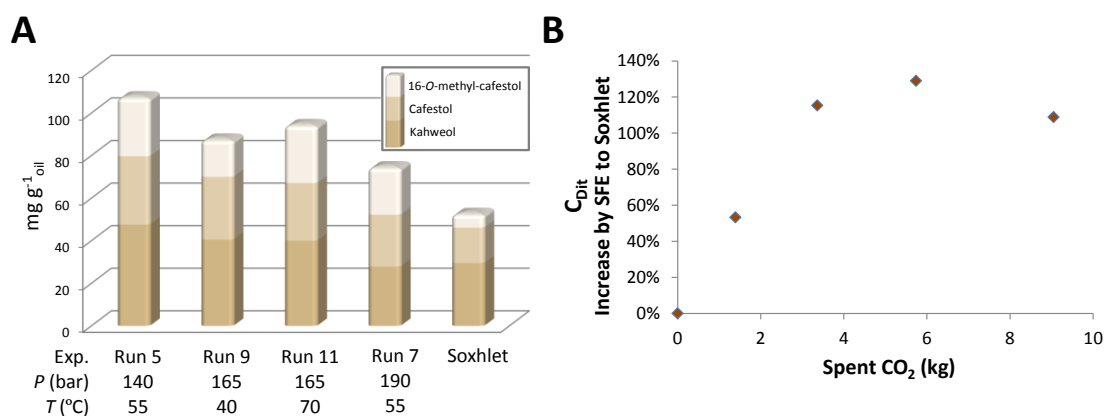 A
120
100
80
60
40
20
0
mg g⁻¹oil
16-O-methyl-cafestol
Cafestol
Kahweol
Exp. Run 5 Run 9 Run 11 Run 7 Soxhlet
P (bar) 140 165 165 190
T (ºC) 55 40 70 55
B
C_Dit
Increase by SFE to Soxhlet
140%
120%
100%
80%
60%
40%
20%
0%
0 2 4 6 8 10
Spent CO₂ (kg)